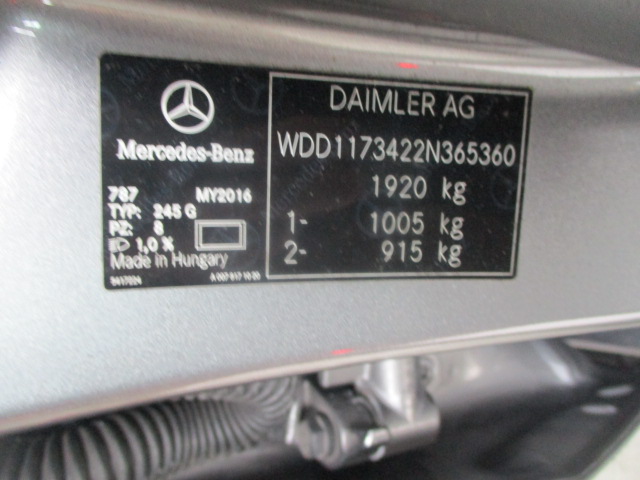 Mercedes-Benz
787 MY2016
TYP: 245 G
PZ: 8
1,0 %
Made in Hungary
DAIMLER AG
WDD1173422N365360
1920 kg
1- 1005 kg
2- 915 kg